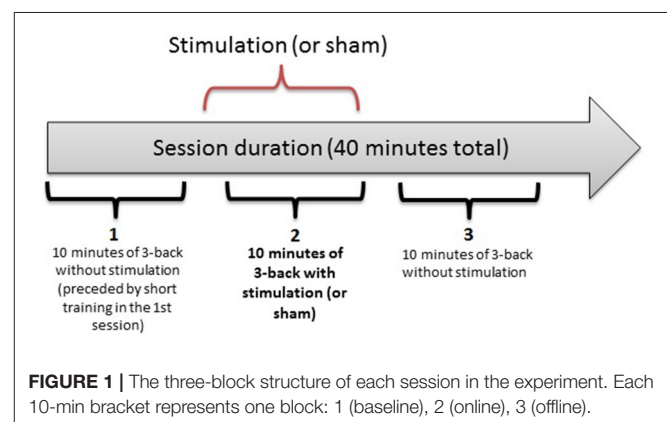 Stimulation (or sham)
Session duration (40 minutes total)
1
10 minutes of 3-back
without stimulation
(preceded by short
training in the 1st
session)
2
10 minutes of
3-back with
stimulation (or
sham)
3
10 minutes of 3-back
without stimulation
FIGURE 1 | The three-block structure of each session in the experiment. Each
10-min bracket represents one block: 1 (baseline), 2 (online), 3 (offline).